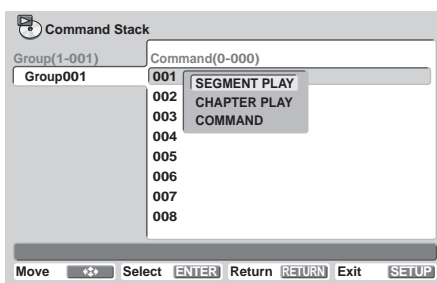 Command Stack
Group(1-001) Command(0-000)
Group001 001 SEGMENT PLAY
002 CHAPTER PLAY
003 COMMAND
004
005
006
007
008
Move Select ENTER Return RETURN Exit SETUP